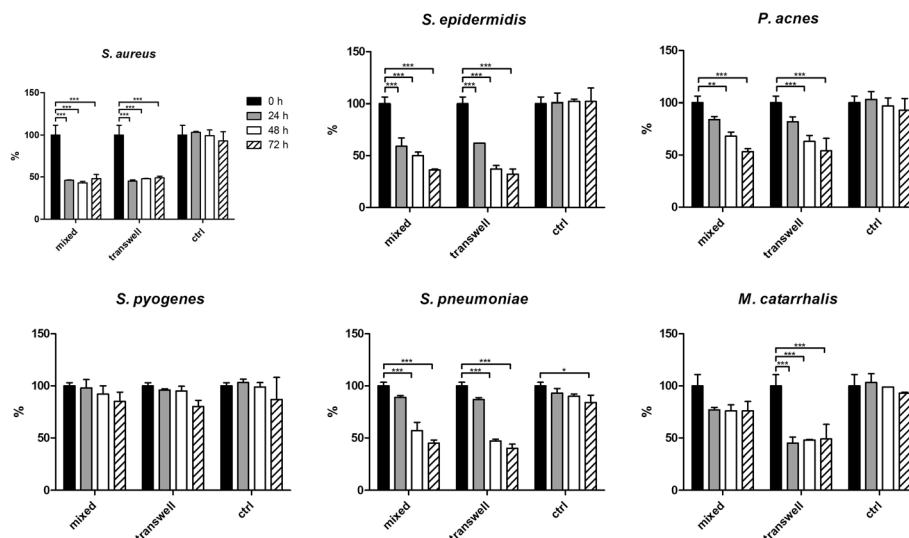 S. epidermidis
P. acnes
S. aureus
150
100
50
0
%
***
***
***
***
***
***
mixed
transwell
ctrl
0 h
24 h
48 h
72 h
150
100
50
0
%
***
***
***
***
***
***
mixed
transwell
ctrl
150
100
50
0
%
***
**
***
***
mixed
transwell
ctrl
S. pyogenes
S. pneumoniae
M. catarrhalis
150
100
50
0
%
mixed
transwell
ctrl
150
100
50
0
%
***
***
***
***
*
mixed
transwell
ctrl
150
100
50
0
%
***
***
***
mixed
transwell
ctrl